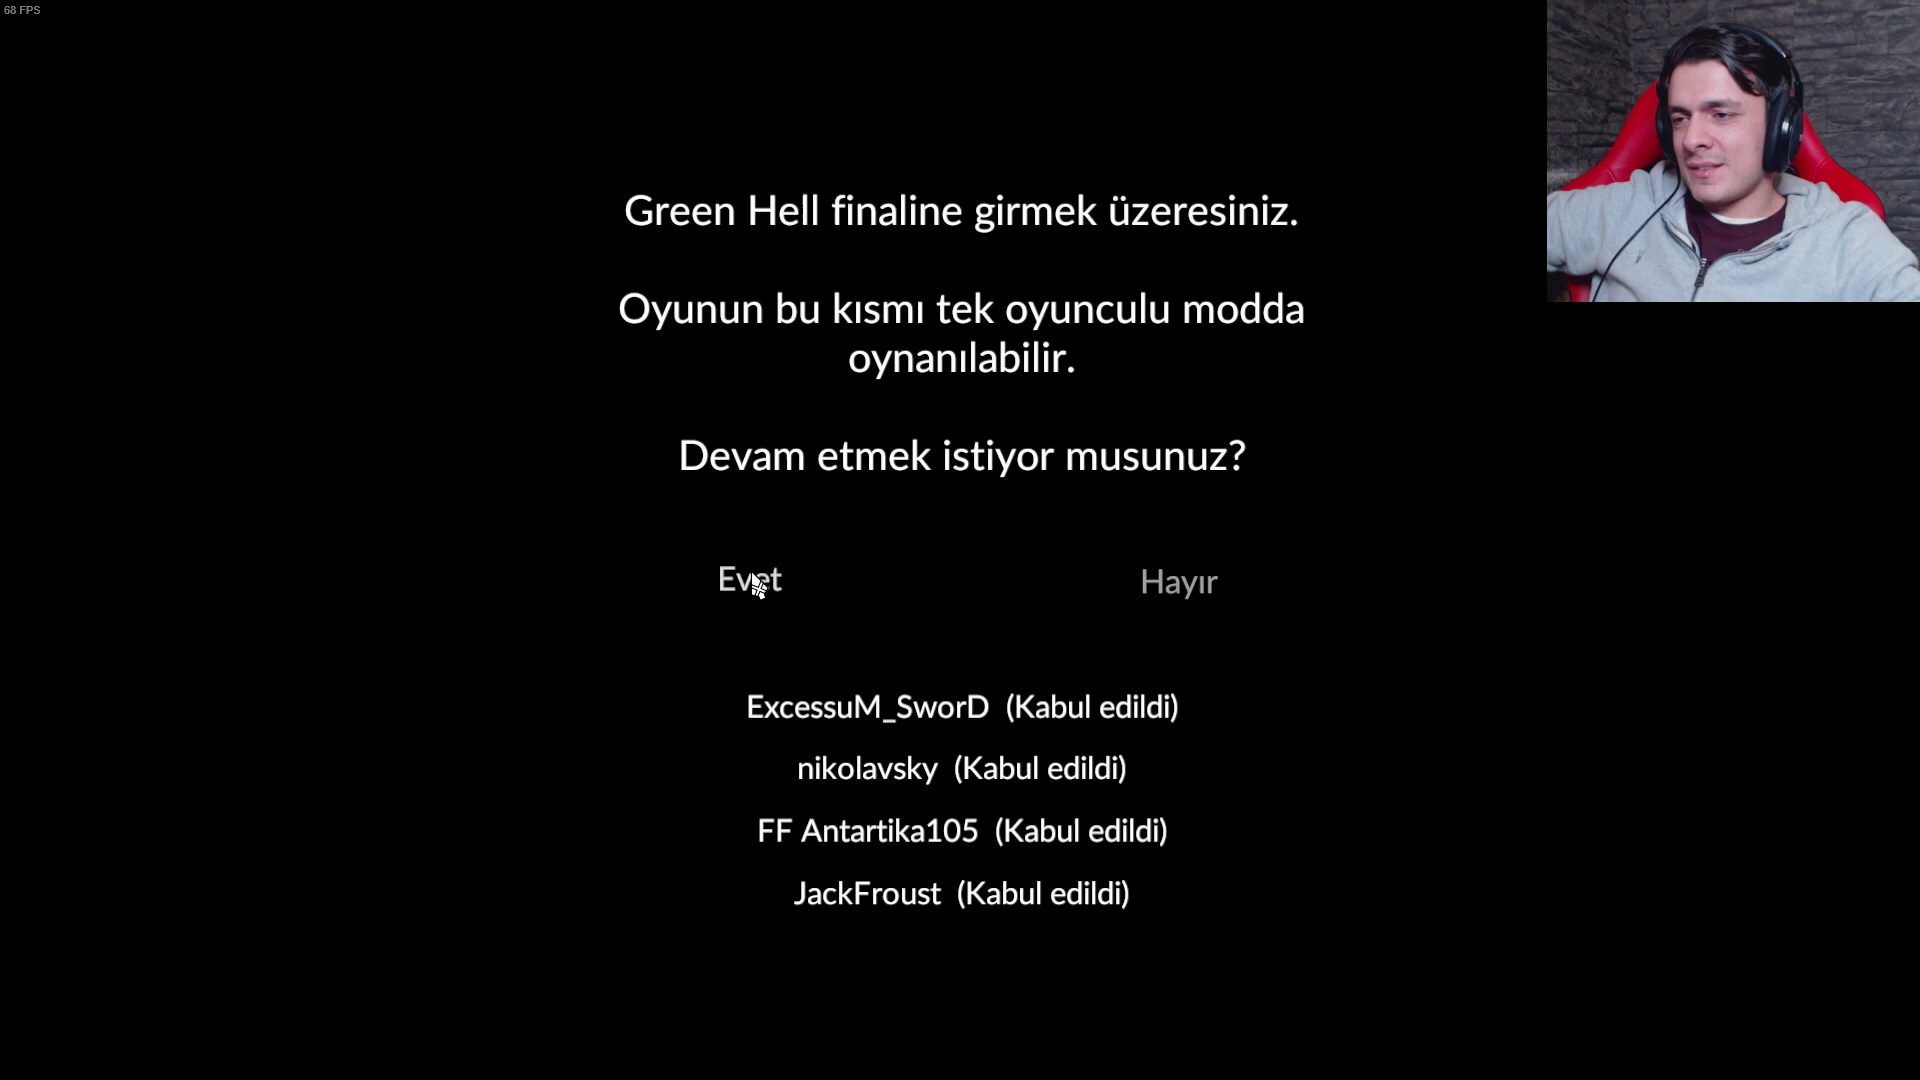 68 FPS
Green Hell finaline girmek üzeresiniz.
Oyunun bu kısmı tek oyunculu modda
oynanılabilir.
Devam etmek istiyor musunuz?
Evet
Hayır
ExcessuM_SworD (Kabul edildi)
nikolavsky (Kabul edildi)
FF Antartika105 (Kabul edildi)
JackFroust (Kabul edildi)